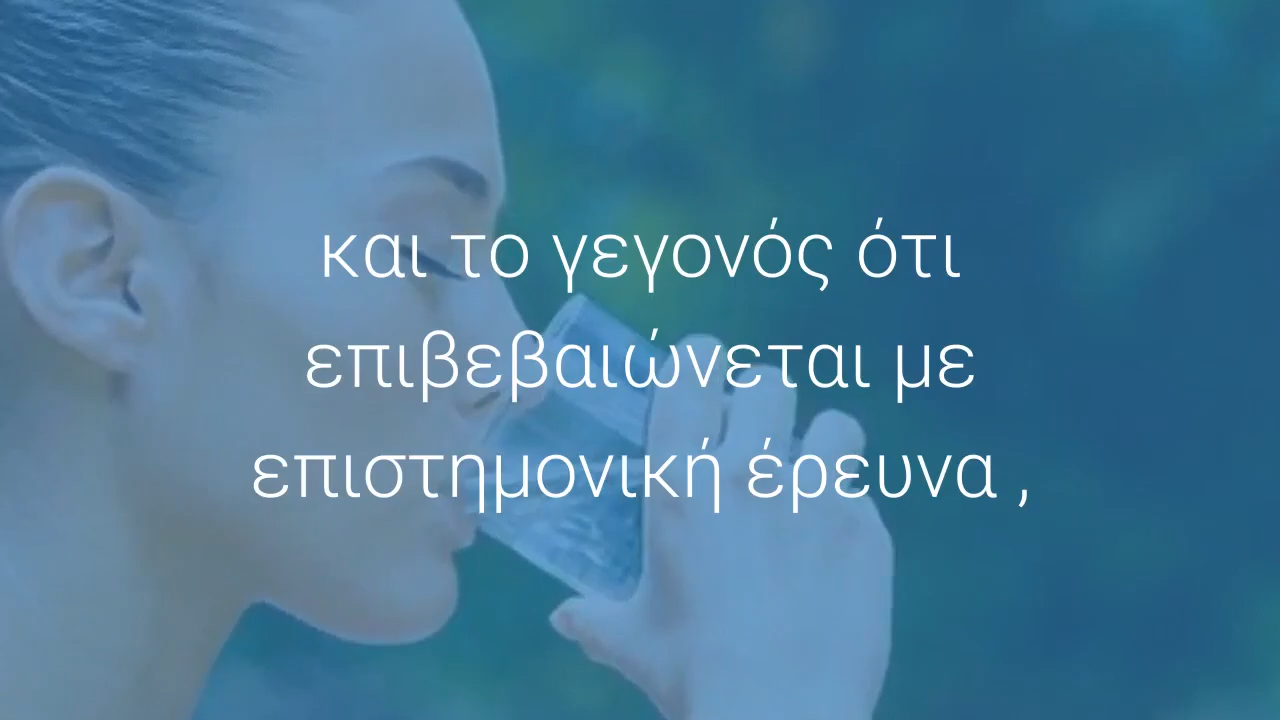 και το γεγονός ότι
επιβεβαιώνεται με
επιστημονική έρευνα ,